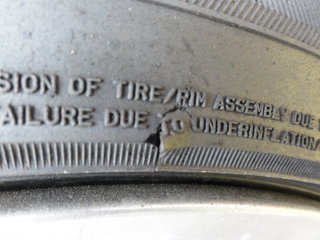 SION OF TIRE/RIM ASSEMBLY DUE
AILURE DUE TO UNDERINFLATION/